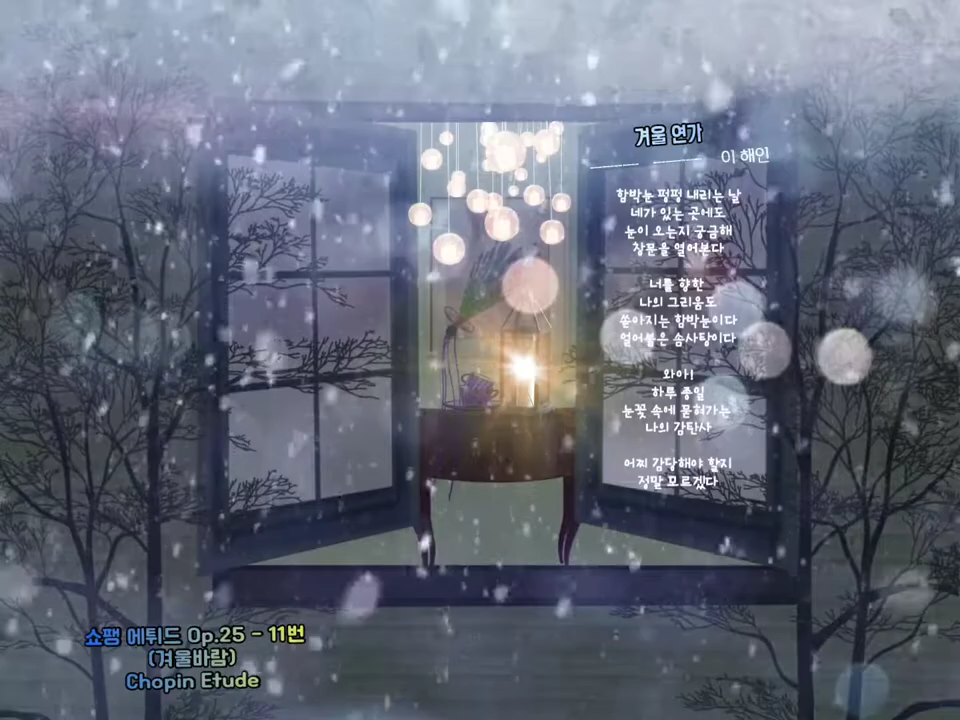 겨울 연가
이 해인
함박눈 펑펑 내리는 날
네가 있는 곳에도
눈이 오는지 궁금해
창문을 열어본다
너를 향한
나의 그리움도
쏟아지는 함박눈이다
얼어붙은 솜사탕이다
와아!
하루 종일
눈꽃 속에 묻혀가는
나의 감탄사
어찌 감당해야 할지
정말 모르겠다
쇼팽 에튀드 Op.25 - 11번
(겨울바람)
Chopin Etude